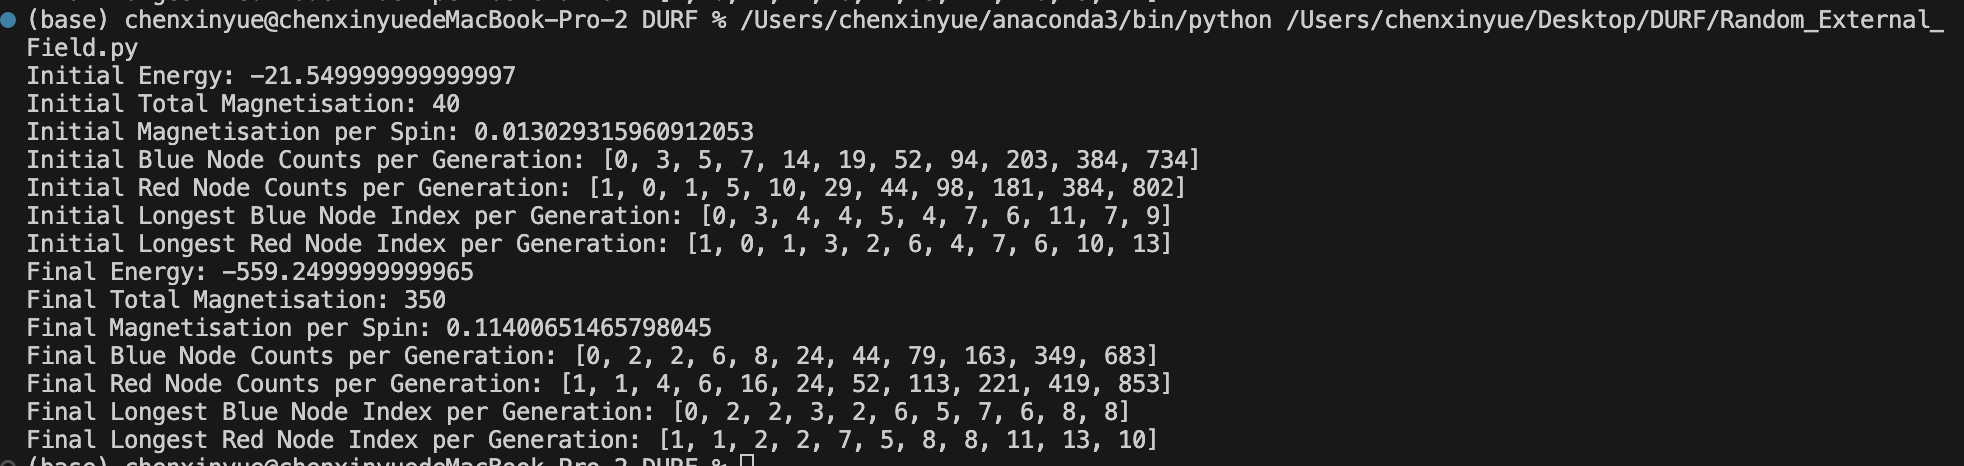 (base) chenxinyue@chenxinyuedeMacBook-Pro-2 DURF % /Users/chenxinyue/anaconda3/bin/python /Users/chenxinyue/Desktop/DURF/Random_External_
Field.py
Initial Energy: -21.549999999999997
Initial Total Magnetisation: 40
Initial Magnetisation per Spin: 0.013029315960912053
Initial Blue Node Counts per Generation: [0, 3, 5, 7, 14, 19, 52, 94, 203, 384, 734]
Initial Red Node Counts per Generation: [1, 0, 1, 5, 10, 29, 44, 98, 181, 384, 802]
Initial Longest Blue Node Index per Generation: [0, 3, 4, 4, 5, 4, 7, 6, 11, 7, 9]
Initial Longest Red Node Index per Generation: [1, 0, 1, 3, 2, 6, 4, 7, 6, 10, 13]
Final Energy: -559.2499999999965
Final Total Magnetisation: 350
Final Magnetisation per Spin: 0.11400651465798045
Final Blue Node Counts per Generation: [0, 2, 2, 6, 8, 24, 44, 79, 163, 349, 683]
Final Red Node Counts per Generation: [1, 1, 4, 6, 16, 24, 52, 113, 221, 419, 853]
Final Longest Blue Node Index per Generation: [0, 2, 2, 3, 2, 6, 5, 7, 6, 8, 8]
Final Longest Red Node Index per Generation: [1, 1, 2, 2, 7, 5, 8, 8, 11, 13, 10]
(base) chenxinyue@chenxinyuedeMacBook-Pro-2 DURF %